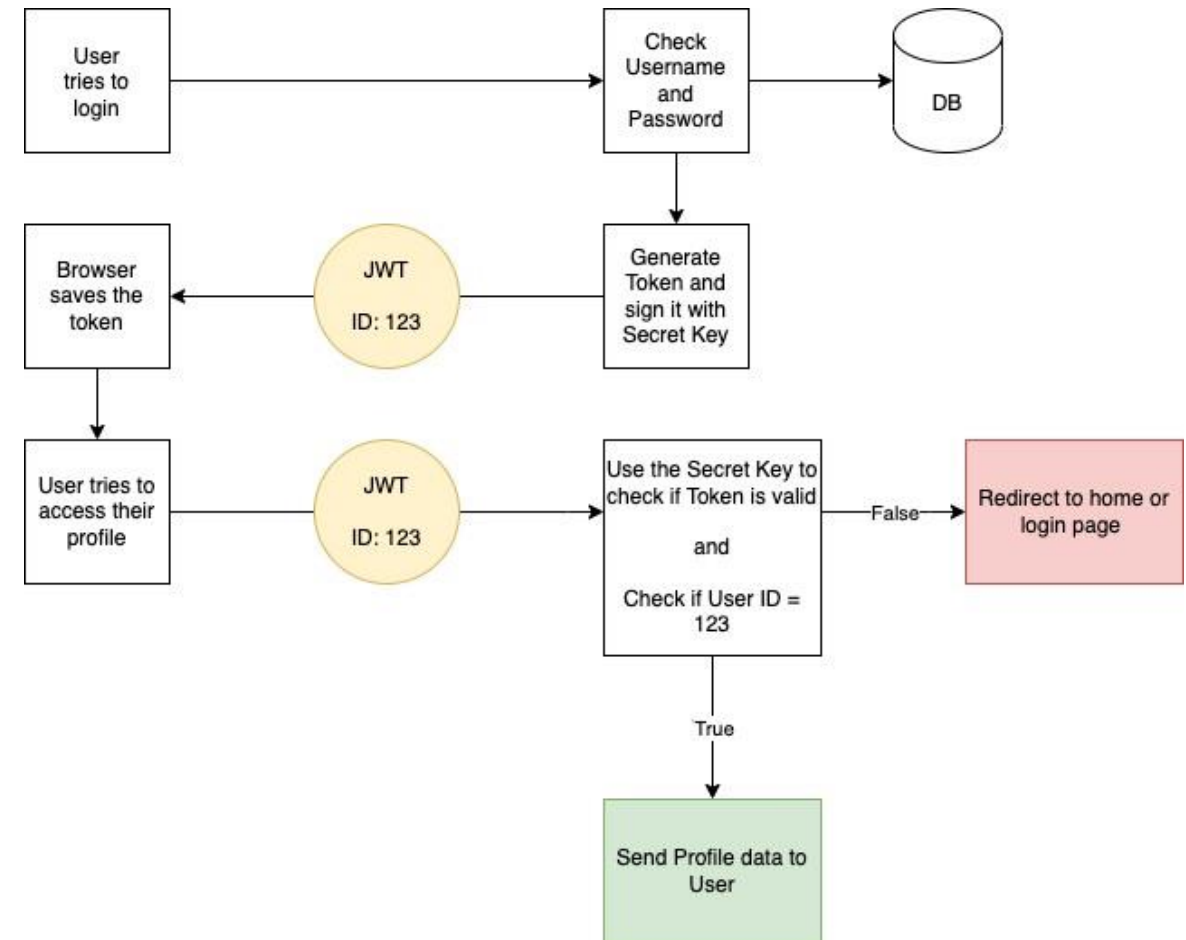 User
tries to
login
Check
Username
and
Password
DB
Browser
saves the
token
JWT
ID: 123
Generate
Token and
sign it with
Secret Key
User tries to
access their
profile
JWT
ID: 123
Use the Secret Key to
check if Token is valid
and
Check if User ID =
123
False
Redirect to home or
login page
True
Send Profile data to
User